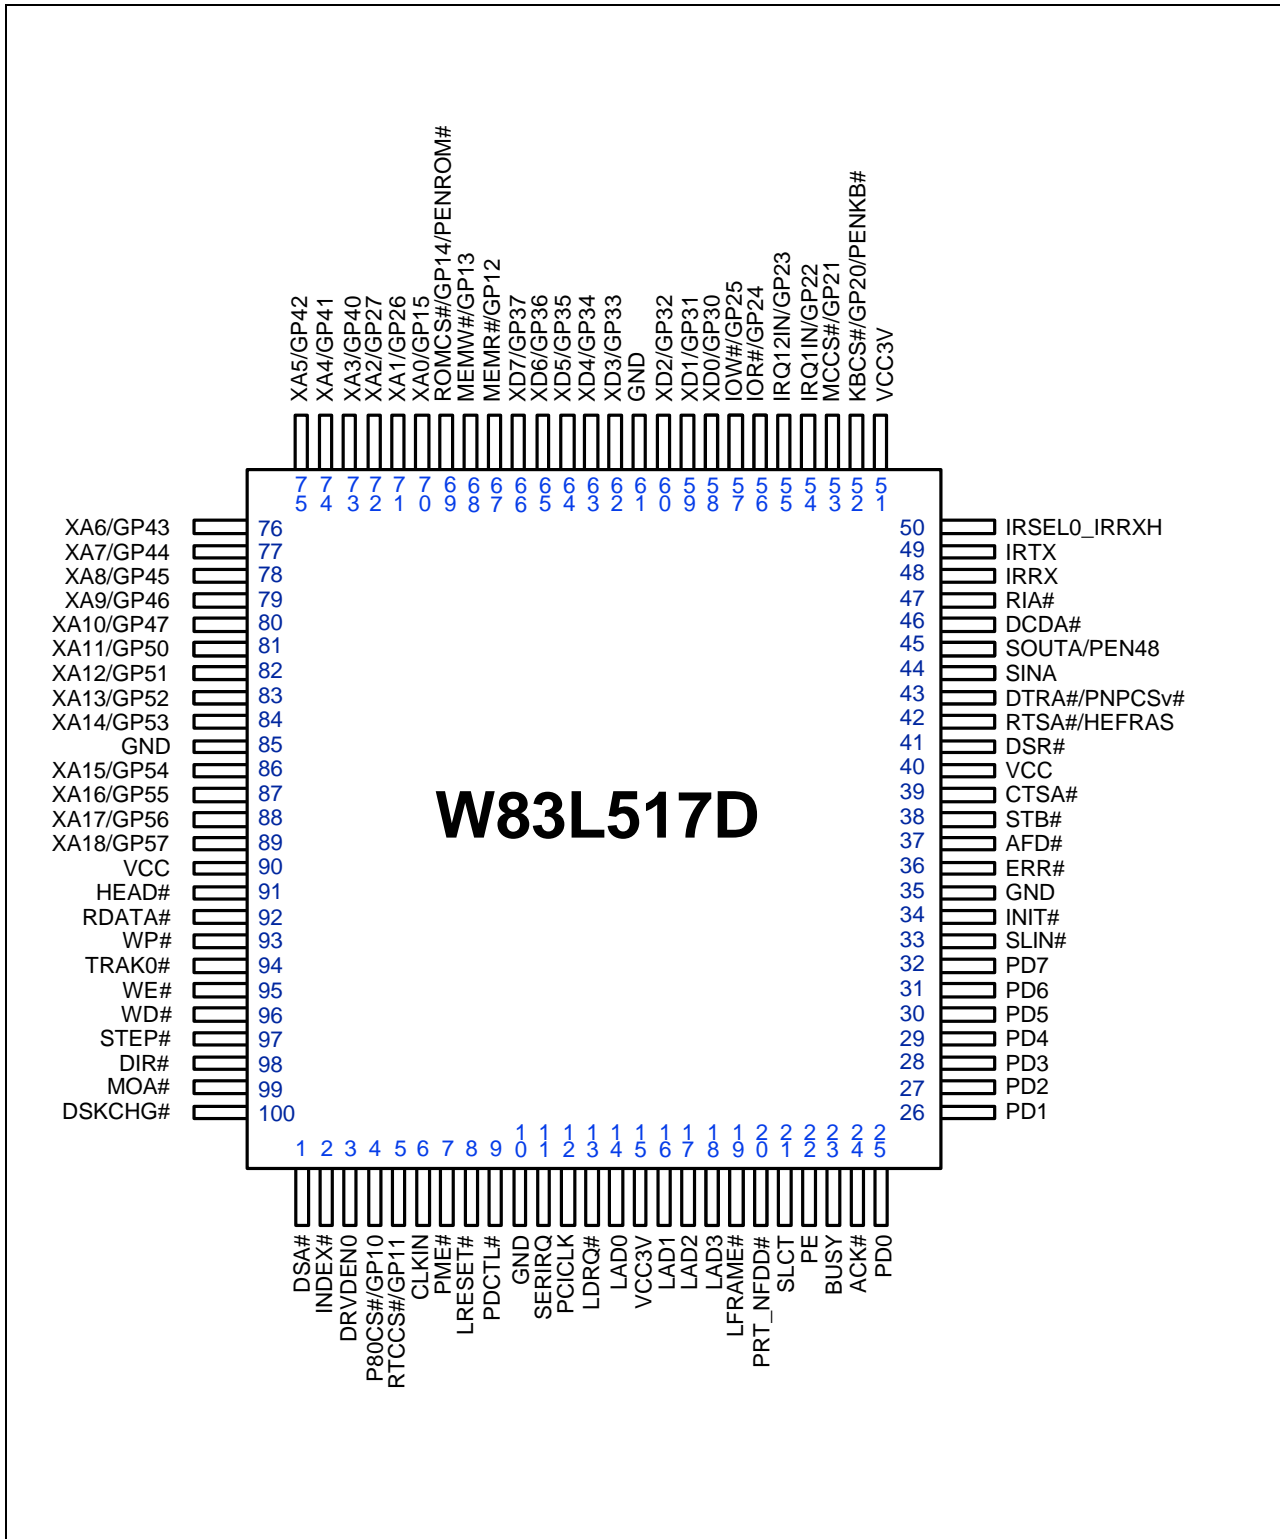 XA5/GP42
XA4/GP41
XA3/GP40
XA2/GP27
XA1/GP26
XA0/GP15
ROMCS#/GP14/PENROM#
MEMW#/GP13
MEMR#/GP12
XD7/GP37
XD6/GP36
XD5/GP35
XD4/GP34
XD3/GP33
GND
XD2/GP32
XD1/GP31
XD0/GP30
IOW#/GP25
IOR#/GP24
IRQ12IN/GP23
IRQ1IN/GP22
MCCS#/GP21
KBCS#/GP20/PENKB#
VCC3V
75 74 73 72 71 70 69 68 67 66 65 64 63 62 61 60 59 58 57 56 55 54 53 52 51
XA6/GP43 76
XA7/GP44 77
XA8/GP45 78
XA9/GP46 79
XA10/GP47 80
XA11/GP50 81
XA12/GP51 82
XA13/GP52 83
XA14/GP53 84
GND 85
XA15/GP54 86
XA16/GP55 87
XA17/GP56 88
XA18/GP57 89
VCC 90
HEAD# 91
RDATA# 92
WP# 93
TRAK0# 94
WE# 95
WD# 96
STEP# 97
DIR# 98
MOA# 99
DSKCHG# 100
W83L517D
50 IRSEL0_IRRXH
49 IRTX
48 IRRX
47 RIA#
46 DCDA#
45 SOUTA/PEN48
44 SINA
43 DTRA#/PNPCSv#
42 RTSA#/HEFRAS
41 DSR#
40 VCC
39 CTSA#
38 STB#
37 AFD#
36 ERR#
35 GND
34 INIT#
33 SLIN#
32 PD7
31 PD6
30 PD5
29 PD4
28 PD3
27 PD2
26 PD1
1 2 3 4 5 6 7 8 9 10 11 12 13 14 15 16 17 18 19 20 21 22 23 24 25
DSA#
INDEX#
DRVDEN0
P80CS#/GP10
RTCCS#/GP11
CLKIN
PME#
LRESET#
PDCTL#
GND
SERIRQ
PCICLK
LDRQ#
LAD0
VCC3V
LAD1
LAD2
LAD3
LFRAME#
PRT_NFDD#
SLCT
PE
BUSY
ACK#
PD0